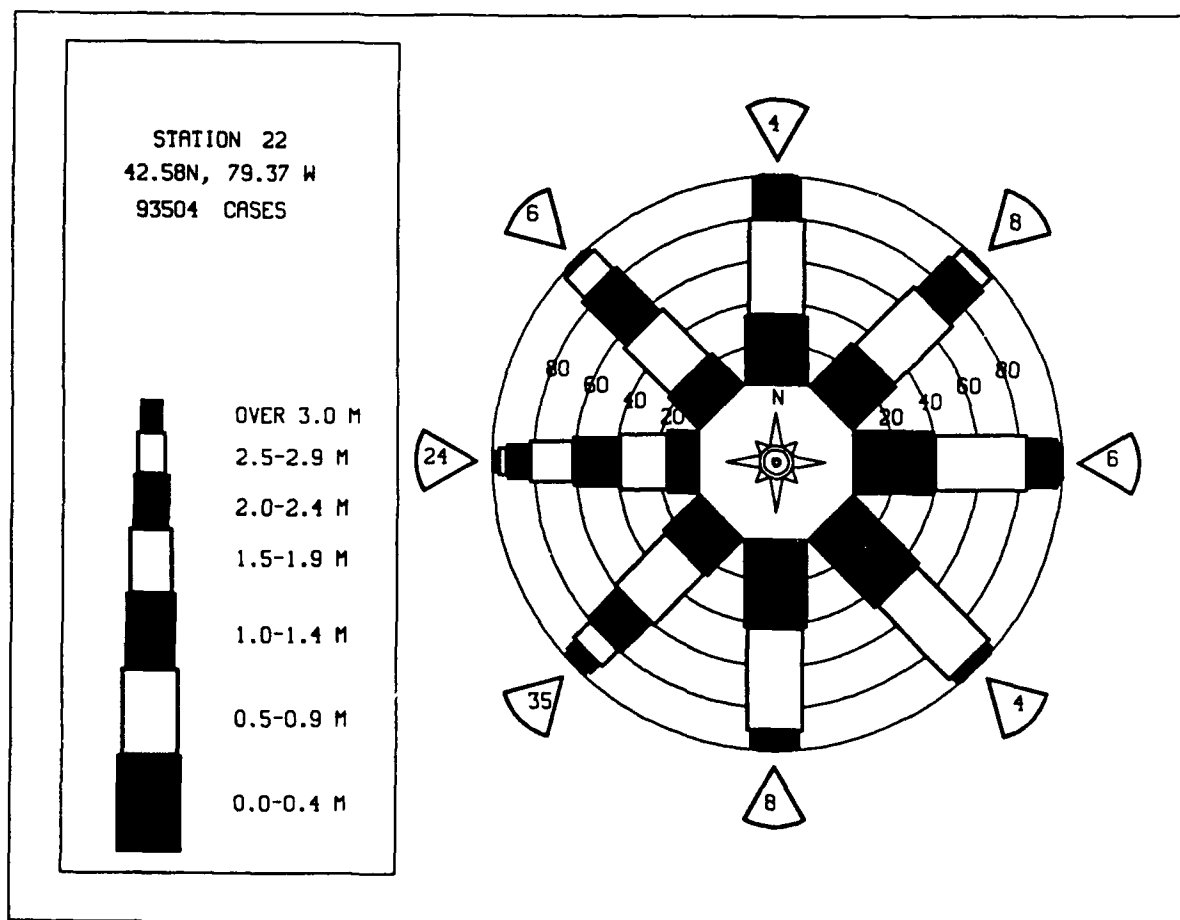 STATION 22
42.58N, 79.37 W
93504 CASES
OVER 3.0 M
2.5-2.9 M
2.0-2.4 M
1.5-1.9 M
1.0-1.4 M
0.5-0.9 M
0.0-0.4 M
4
6
8
80
60
40
20
N
20
40
60
80
24
6
35
4
8